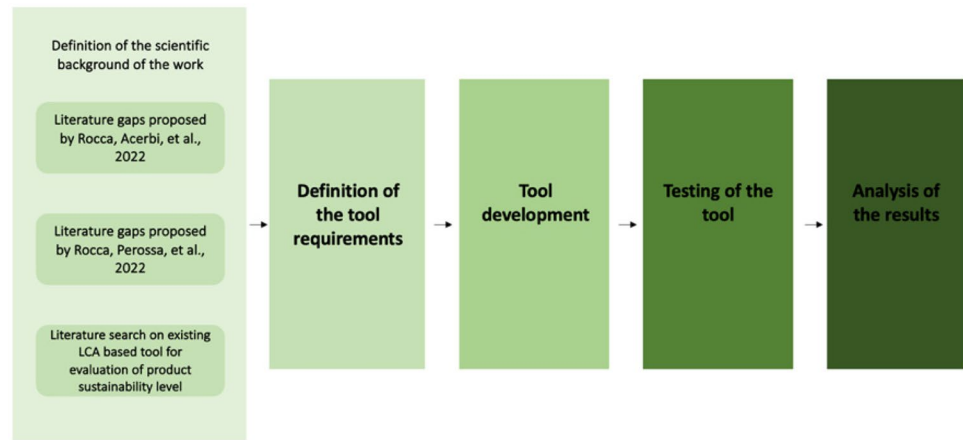 Definition of the scientific
background of the work
Literature gaps proposed
by Rocca, Acerbi, et al.,
2022
Literature gaps proposed
by Rocca, Perossa, et al.,
2022
Literature search on existing
LCA based tool for
evaluation of product
sustainability level
Definition of
the tool
requirements
Tool
development
Testing of the
tool
Analysis of
the results